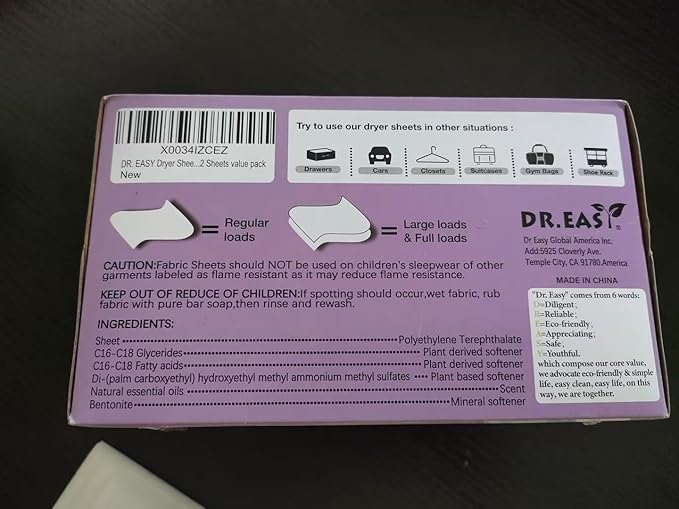 X0034IZCEZ
DR. EASY Dryer Shee...2 Sheets value pack
New
Try to use our dryer sheets in other situations :
Drawers
Cars
Closets
Suitcases
Gym Bags
Shoe Rack
= Regular
loads
= Large loads
& Full loads
DR.EASY®
Dr Easy Global America Inc.
Add:5925 Cloverly Ave.
Temple City, CA 91780.America
MADE IN CHINA
CAUTION:Fabric Sheets should NOT be used on children's sleepwear of other
garments labeled as flame resistant as it may reduce flame resistance.
KEEP OUT OF REDUCE OF CHILDREN:If spotting should occur,wet fabric, rub
fabric with pure bar soap,then rinse and rewash.
INGREDIENTS:
Sheet Polyethylene Terephthalate
C16-C18 Glycerides Plant derived softener
C16-C18 Fatty acids Plant derived softener
Di-(palm carboxyethyl) hydroxyethyl methyl ammonium methyl sulfates Plant based softener
Natural essential oils Scent
Bentonite Mineral softener
"Dr. Easy" comes from 6 words:
D=Diligent;
R=Reliable;
E=Eco-friendly;
A=Appreciating;
S=Safe;
Y=Youthful.
which compose our core value,
we advocate eco-friendly & simple
life, easy clean, easy life, on this
way, we are together.